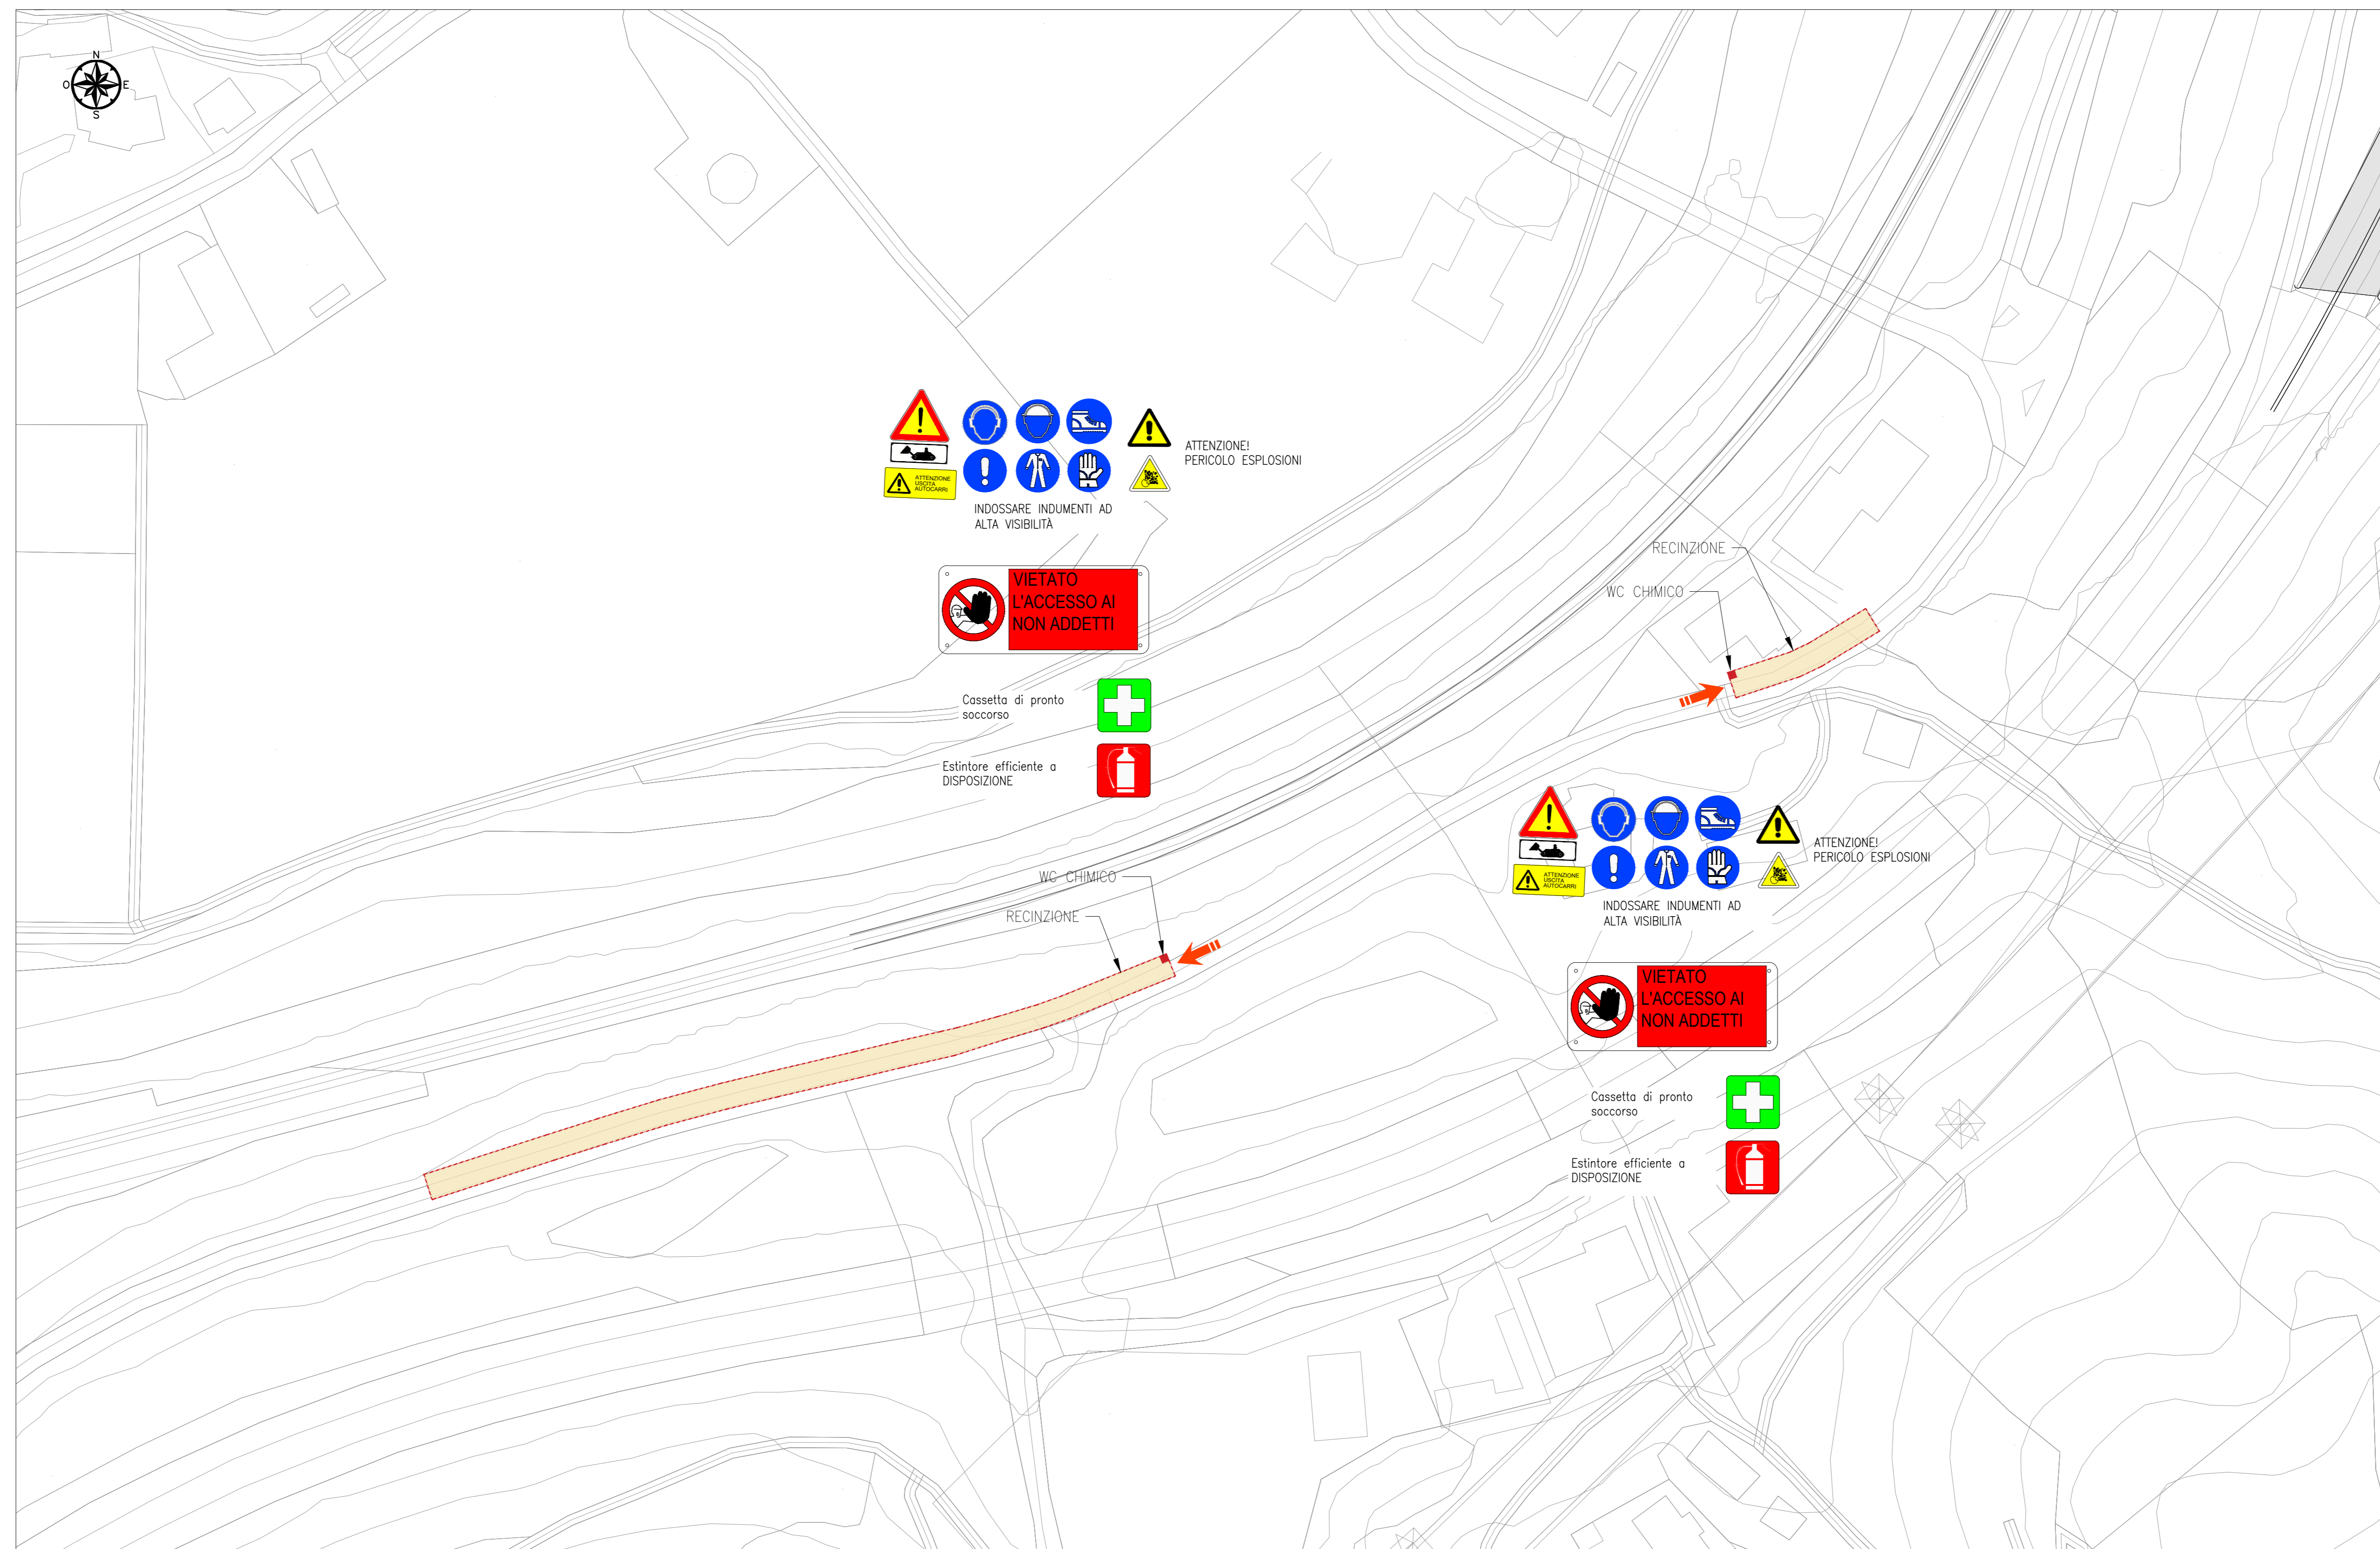 N
O
E
S
ATTENZIONE!
PERICOLO ESPLOSIONI
ATTENZIONE
USCITA
AUTOCARRI
INDOSSARE INDUMENTI AD
ALTA VISIBILITÀ
RECINZIONE
VIETATO
L'ACCESSO AI
NON ADDETTI
WC CHIMICO
Cassetta di pronto
soccorso
Estintore efficiente a
DISPOSIZIONE
ATTENZIONE!
PERICOLO ESPLOSIONI
WC CHIMICO
ATTENZIONE
USCITA
AUTOCARRI
INDOSSARE INDUMENTI AD
ALTA VISIBILITÀ
RECINZIONE
VIETATO
L'ACCESSO AI
NON ADDETTI
Cassetta di pronto
soccorso
Estintore efficiente a
DISPOSIZIONE